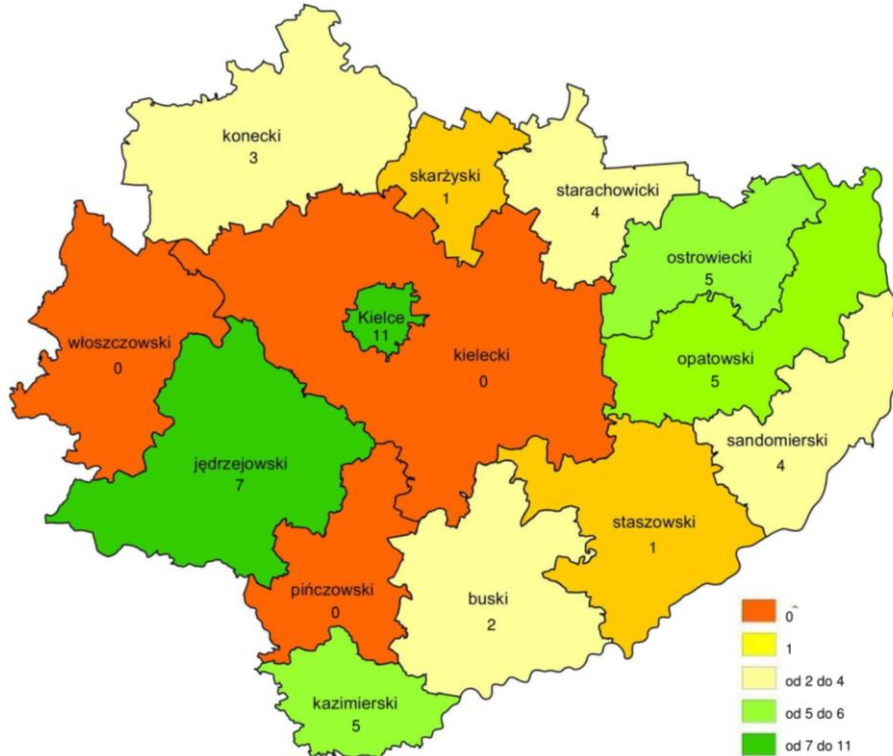 konecki
3
skarżyski
1
starachowicki
4
ostrowiecki
5
Kielce
11
włoszczowski
0
kielecki
0
opatowski
5
sandomierski
4
jędrzejowski
7
staszowski
1
pińczowski
0
buski
2
kazimierski
5
0
1
od 2 do 4
od 5 do 6
od 7 do 11